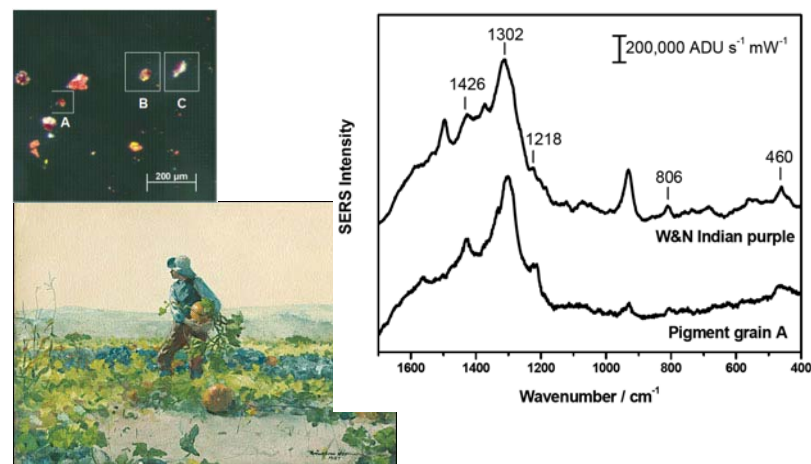 A
B
C
200 µm
1302
200,000 ADU s⁻¹ mW⁻¹
1426
1218
806
460
W&N Indian purple
Pigment grain A
SERS Intensity
1600 1400 1200 1000 800 600 400
Wavenumber / cm⁻¹